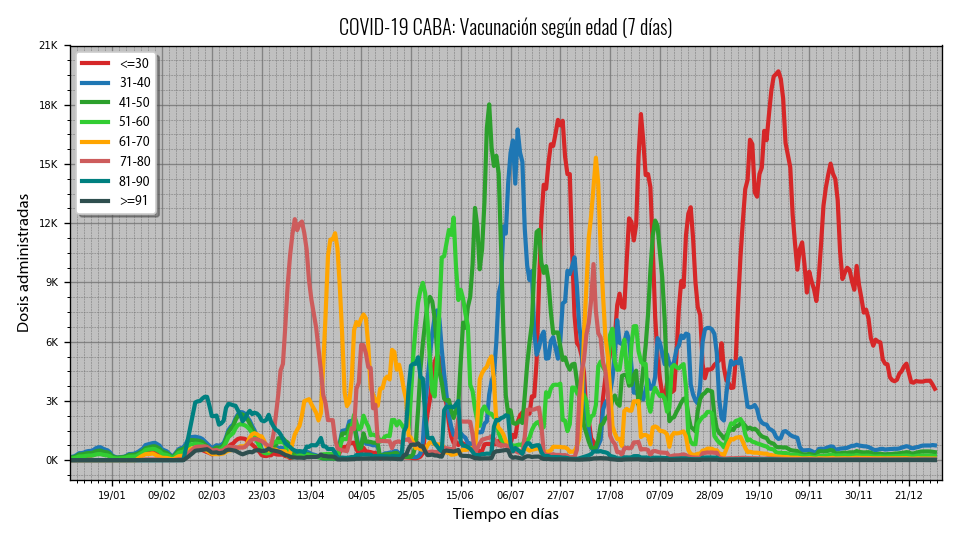 COVID-19 CABA: Vacunación según edad (7 días)
21K
18K
15K
12K
9K
6K
3K
0K
Dosis administradas
<=30
31-40
41-50
51-60
61-70
71-80
81-90
>=91
19/01 09/02 02/03 23/03 13/04 04/05 25/05 15/06 06/07 27/07 17/08 07/09 28/09 19/10 09/11 30/11 21/12
Tiempo en días